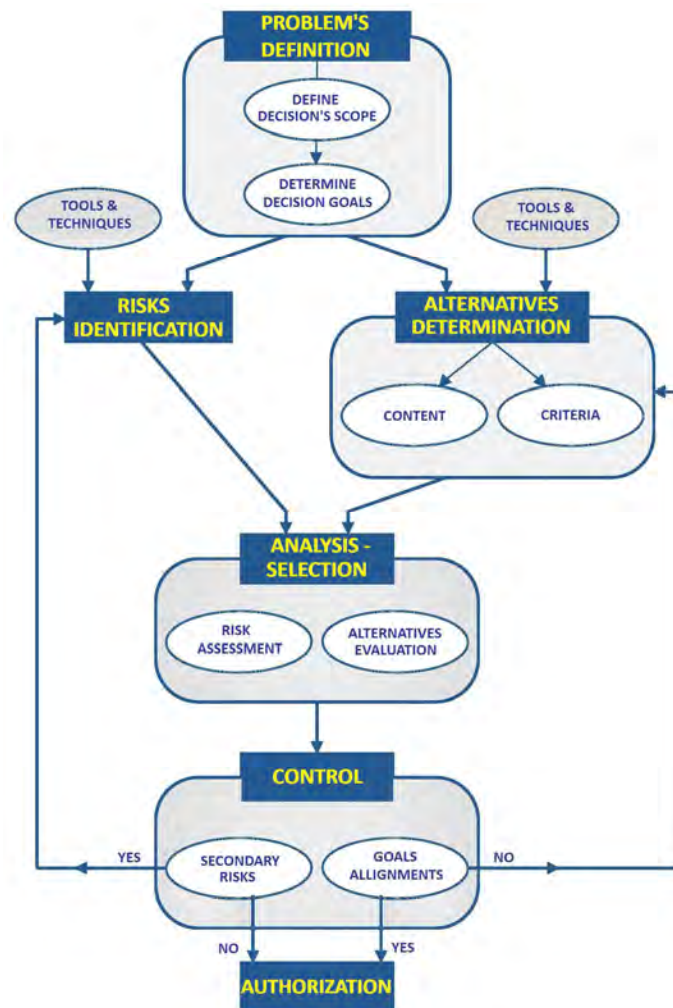 PROBLEM'S
DEFINITION
DEFINE
DECISION'S SCOPE
DETERMINE
DECISION GOALS
TOOLS &
TECHNIQUES
TOOLS &
TECHNIQUES
RISKS
IDENTIFICATION
ALTERNATIVES
DETERMINATION
CONTENT
CRITERIA
ANALYSIS -
SELECTION
RISK
ASSESSMENT
ALTERNATIVES
EVALUATION
CONTROL
YES
SECONDARY
RISKS
GOALS
ALLIGNMENTS
NO
NO
YES
AUTHORIZATION